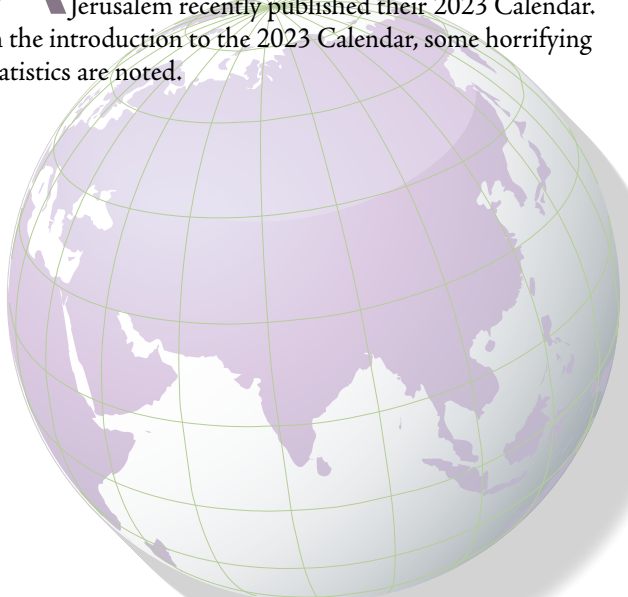 Jerusalem recently published their 2023 Calendar.
n the introduction to the 2023 Calendar, some horrifying
atistics are noted.